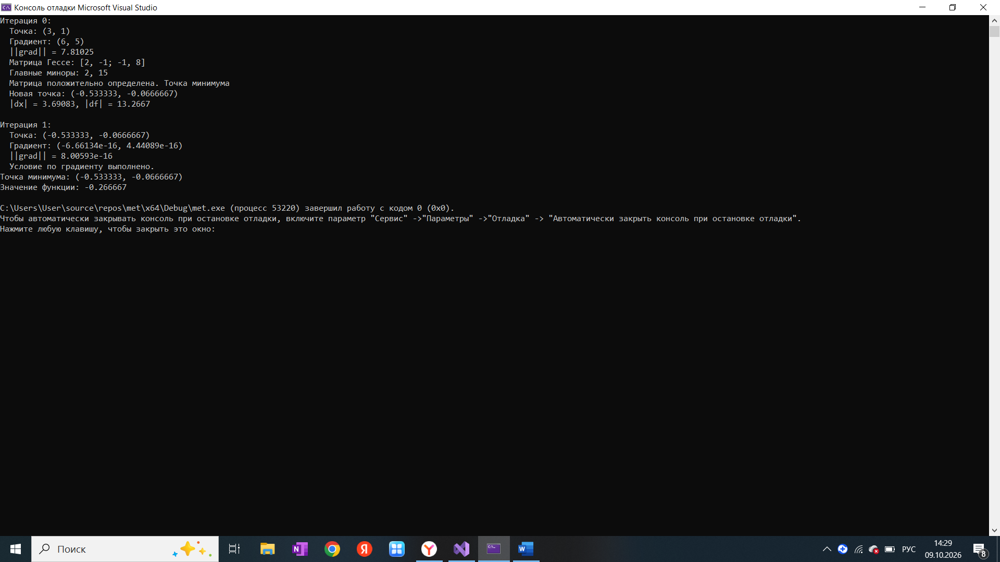 Консоль отладки Microsoft Visual Studio
Итерация 0:
Точка: (3, 1)
Градиент: (6, 5)
||grad|| = 7.81025
Матрица Гессе: [2, -1; -1, 8]
Главные миноры: 2, 15
Матрица положительно определена. Точка минимума
Новая точка: (-0.533333, -0.0666667)
|dx| = 3.69083, |df| = 13.2667
Итерация 1:
Точка: (-0.533333, -0.0666667)
Градиент: (-6.66134e-16, 4.44089e-16)
||grad|| = 8.00593e-16
Условие по градиенту выполнено.
Точка минимума: (-0.533333, -0.0666667)
Значение функции: -0.266667
C:\Users\User\source\repos\met\x64\Debug\met.exe (процесс 53220) завершил работу с кодом 0 (0x0).
Чтобы автоматически закрывать консоль при остановке отладки, включите параметр "Сервис" ->"Параметры" ->"Отладка" -> "Автоматически закрыть консоль при остановке отладки".
Нажмите любую клавишу, чтобы закрыть это окно:
Поиск
РУС
14:29
09.10.2026
8